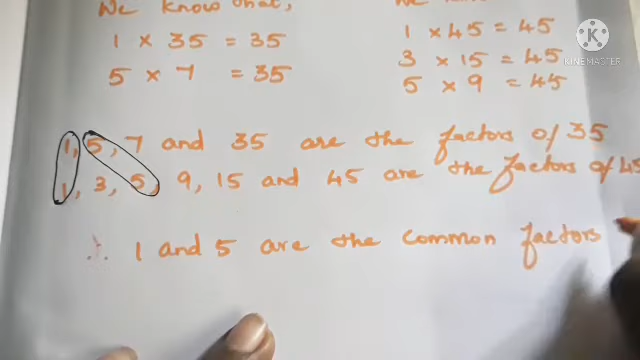 We know that,
1 × 35 = 35
5 × 7 = 35
1 × 45 = 45
3 × 15 = 45
5 × 9 = 45
1, 5, 7 and 35 are the factors of 35
1, 3, 5, 9, 15 and 45 are the factors of 45
∴ 1 and 5 are the common factors
KINEMASTER